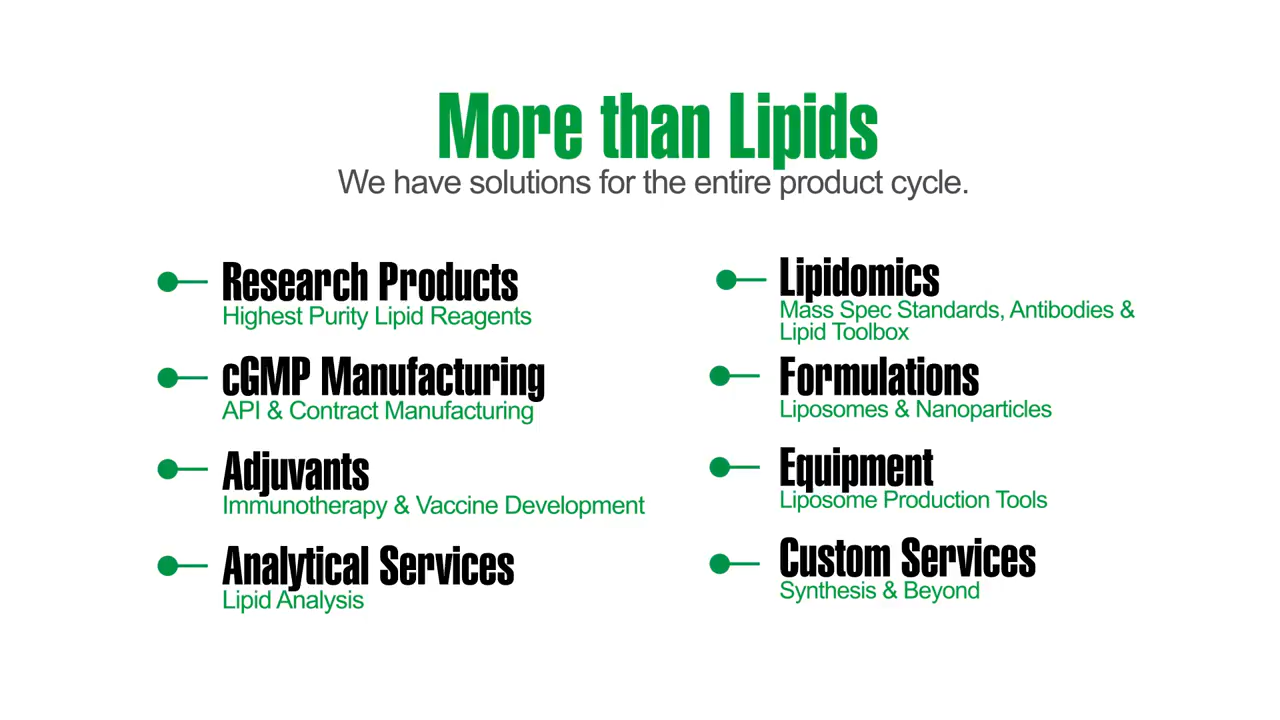 More than Lipids
We have solutions for the entire product cycle.
Research Products
Highest Purity Lipid Reagents
cGMP Manufacturing
API & Contract Manufacturing
Adjuvants
Immunotherapy & Vaccine Development
Analytical Services
Lipid Analysis
Lipidomics
Mass Spec Standards, Antibodies &
Lipid Toolbox
Formulations
Liposomes & Nanoparticles
Equipment
Liposome Production Tools
Custom Services
Synthesis & Beyond